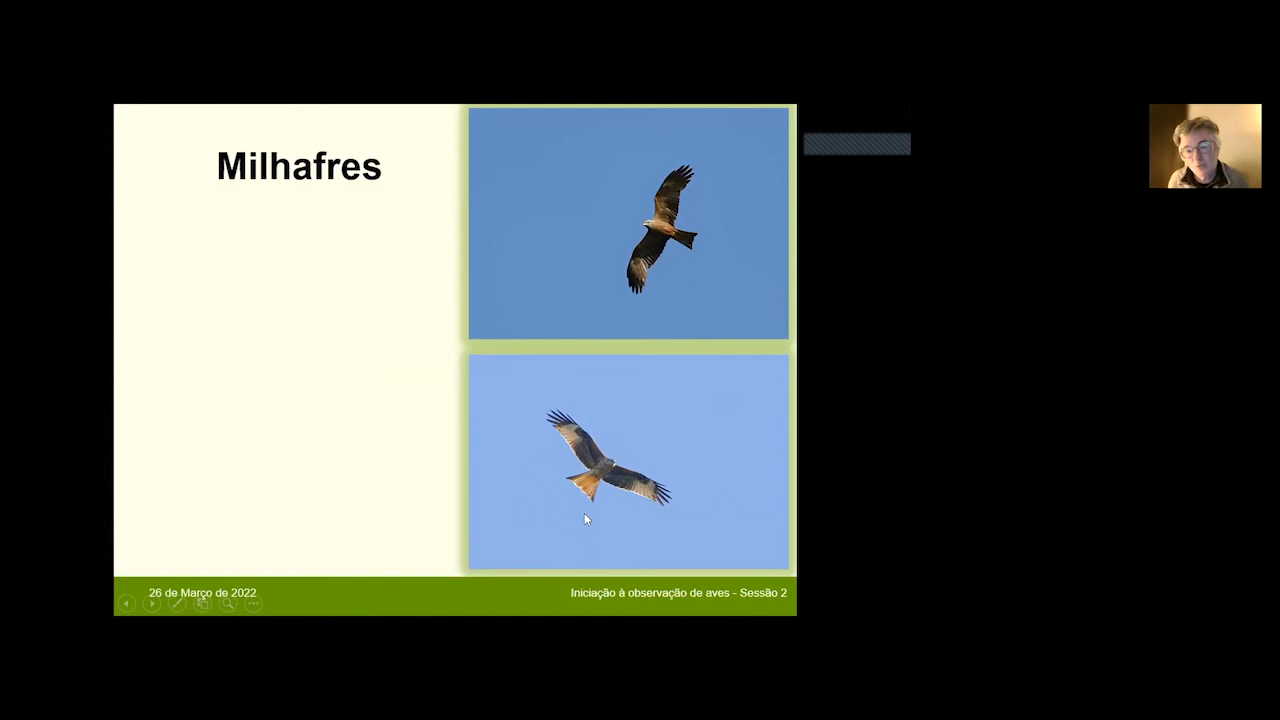 Milhafres
26 de Março de 2022
Iniciação à observação de aves - Sessão 2